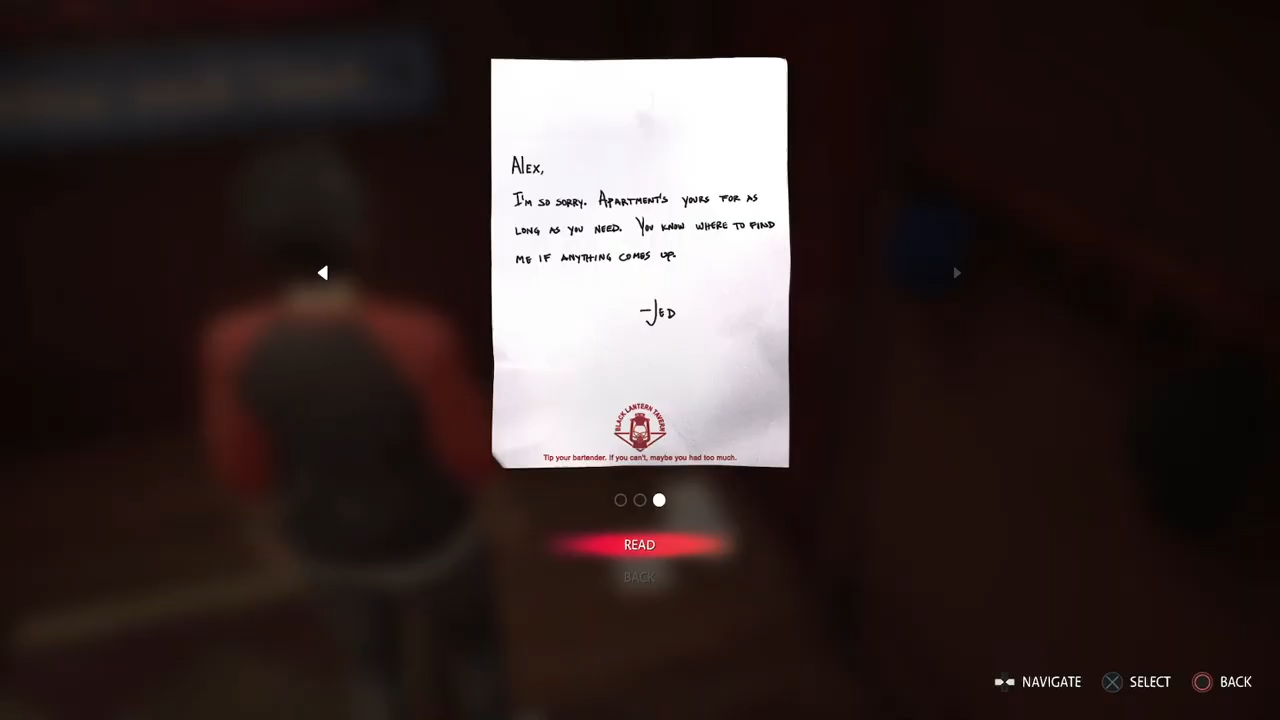 Alex,
I'm so sorry. Apartment's yours for as
long as you need. You know where to find
me if anything comes up.
-Jed
BLACK LANTERN TAVERN
Tip your bartender. If you can't, maybe you had too much.
READ
BACK
NAVIGATE
SELECT
BACK